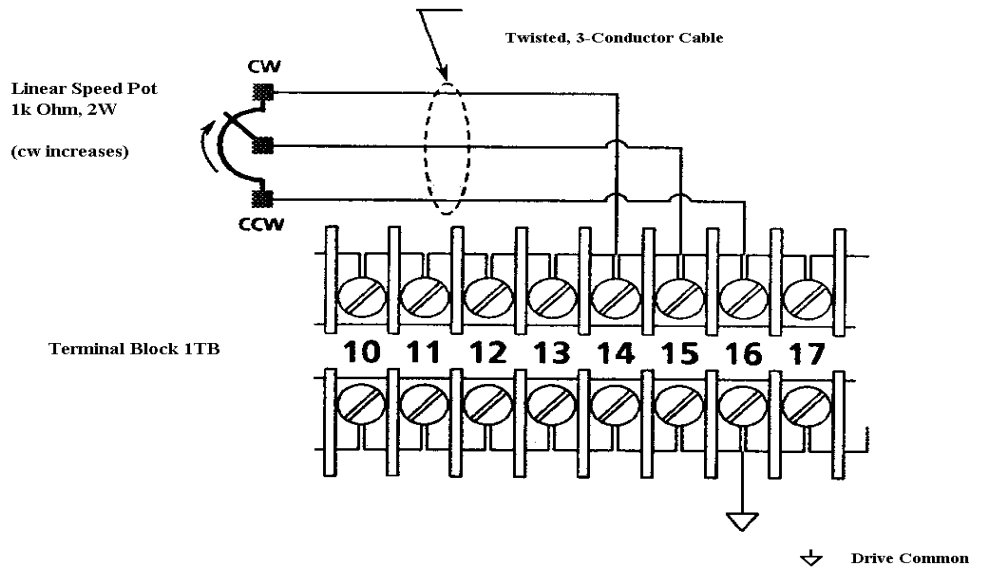 Twisted, 3-Conductor Cable
CW
Linear Speed Pot
1k Ohm, 2W
(cw increases)
CCW
Terminal Block 1TB
10 11 12 13 14 15 16 17
Drive Common